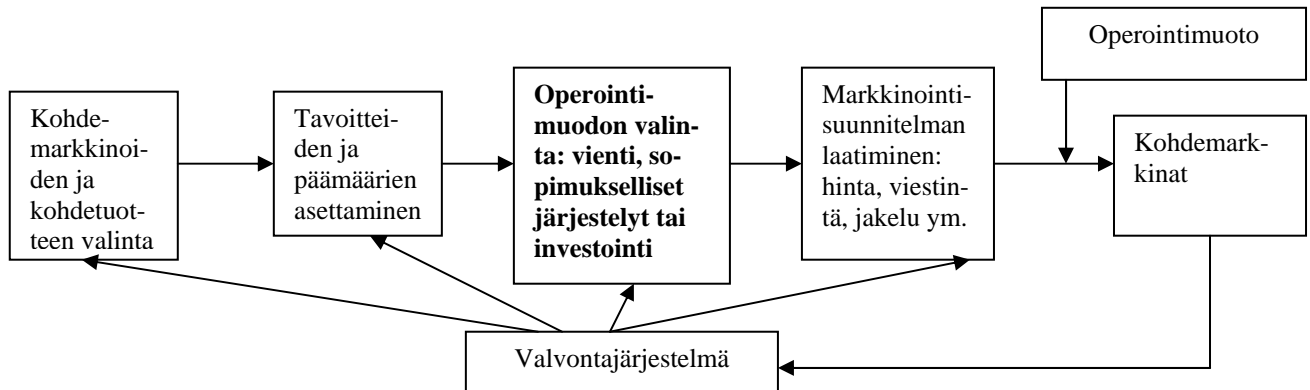 Kohde-
markkinoi-
den ja
kohdetuot-
teen valinta
Tavoittei-
den ja
päämäärien
asettaminen
Operointi-
muodon valin-
ta: vienti, so-
pimukselliset
järjestelyt tai
investointi
Markkinointi-
suunnitelman
laatiminen:
hinta, viestin-
tä, jakelu ym.
Operointimuoto
Kohdemark-
kinat
Valvontajärjestelmä